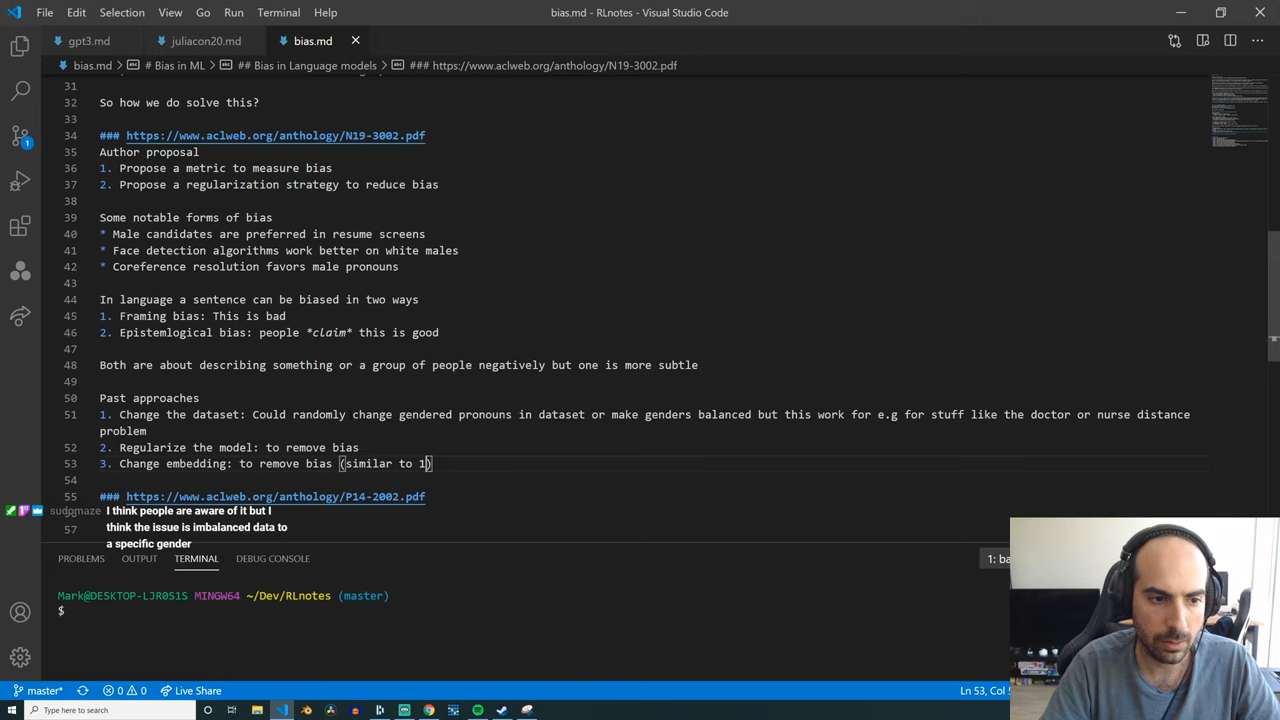 File Edit Selection View Go Run Terminal Help
bias.md - RLnotes - Visual Studio Code
gpt3.md juliacon20.md bias.md
bias.md > # Bias in ML > ## Bias in Language models > ### https://www.aclweb.org/anthology/N19-3002.pdf
31
32 So how we do solve this?
33
34 ### https://www.aclweb.org/anthology/N19-3002.pdf
35 Author proposal
36 1. Propose a metric to measure bias
37 2. Propose a regularization strategy to reduce bias
38
39 Some notable forms of bias
40 * Male candidates are preferred in resume screens
41 * Face detection algorithms work better on white males
42 * Coreference resolution favors male pronouns
43
44 In language a sentence can be biased in two ways
45 1. Framing bias: This is bad
46 2. Epistemlogical bias: people *claim* this is good
47
48 Both are about describing something or a group of people negatively but one is more subtle
49
50 Past approaches
51 1. Change the dataset: Could randomly change gendered pronouns in dataset or make genders balanced but this work for e.g for stuff like the doctor or nurse distance
problem
52 2. Regularize the model: to remove bias
53 3. Change embedding: to remove bias (similar to 1)
54
55 ### https://www.aclweb.org/anthology/P14-2002.pdf
sudomaze I think people are aware of it but I
think the issue is imbalanced data to
57
a specific gender
PROBLEMS OUTPUT TERMINAL DEBUG CONSOLE
1: ba
Mark@DESKTOP-LJR0S1S MINGW64 ~/Dev/RLnotes (master)
$
master* 0 0 Live Share
Ln 53, Col
Type here to search